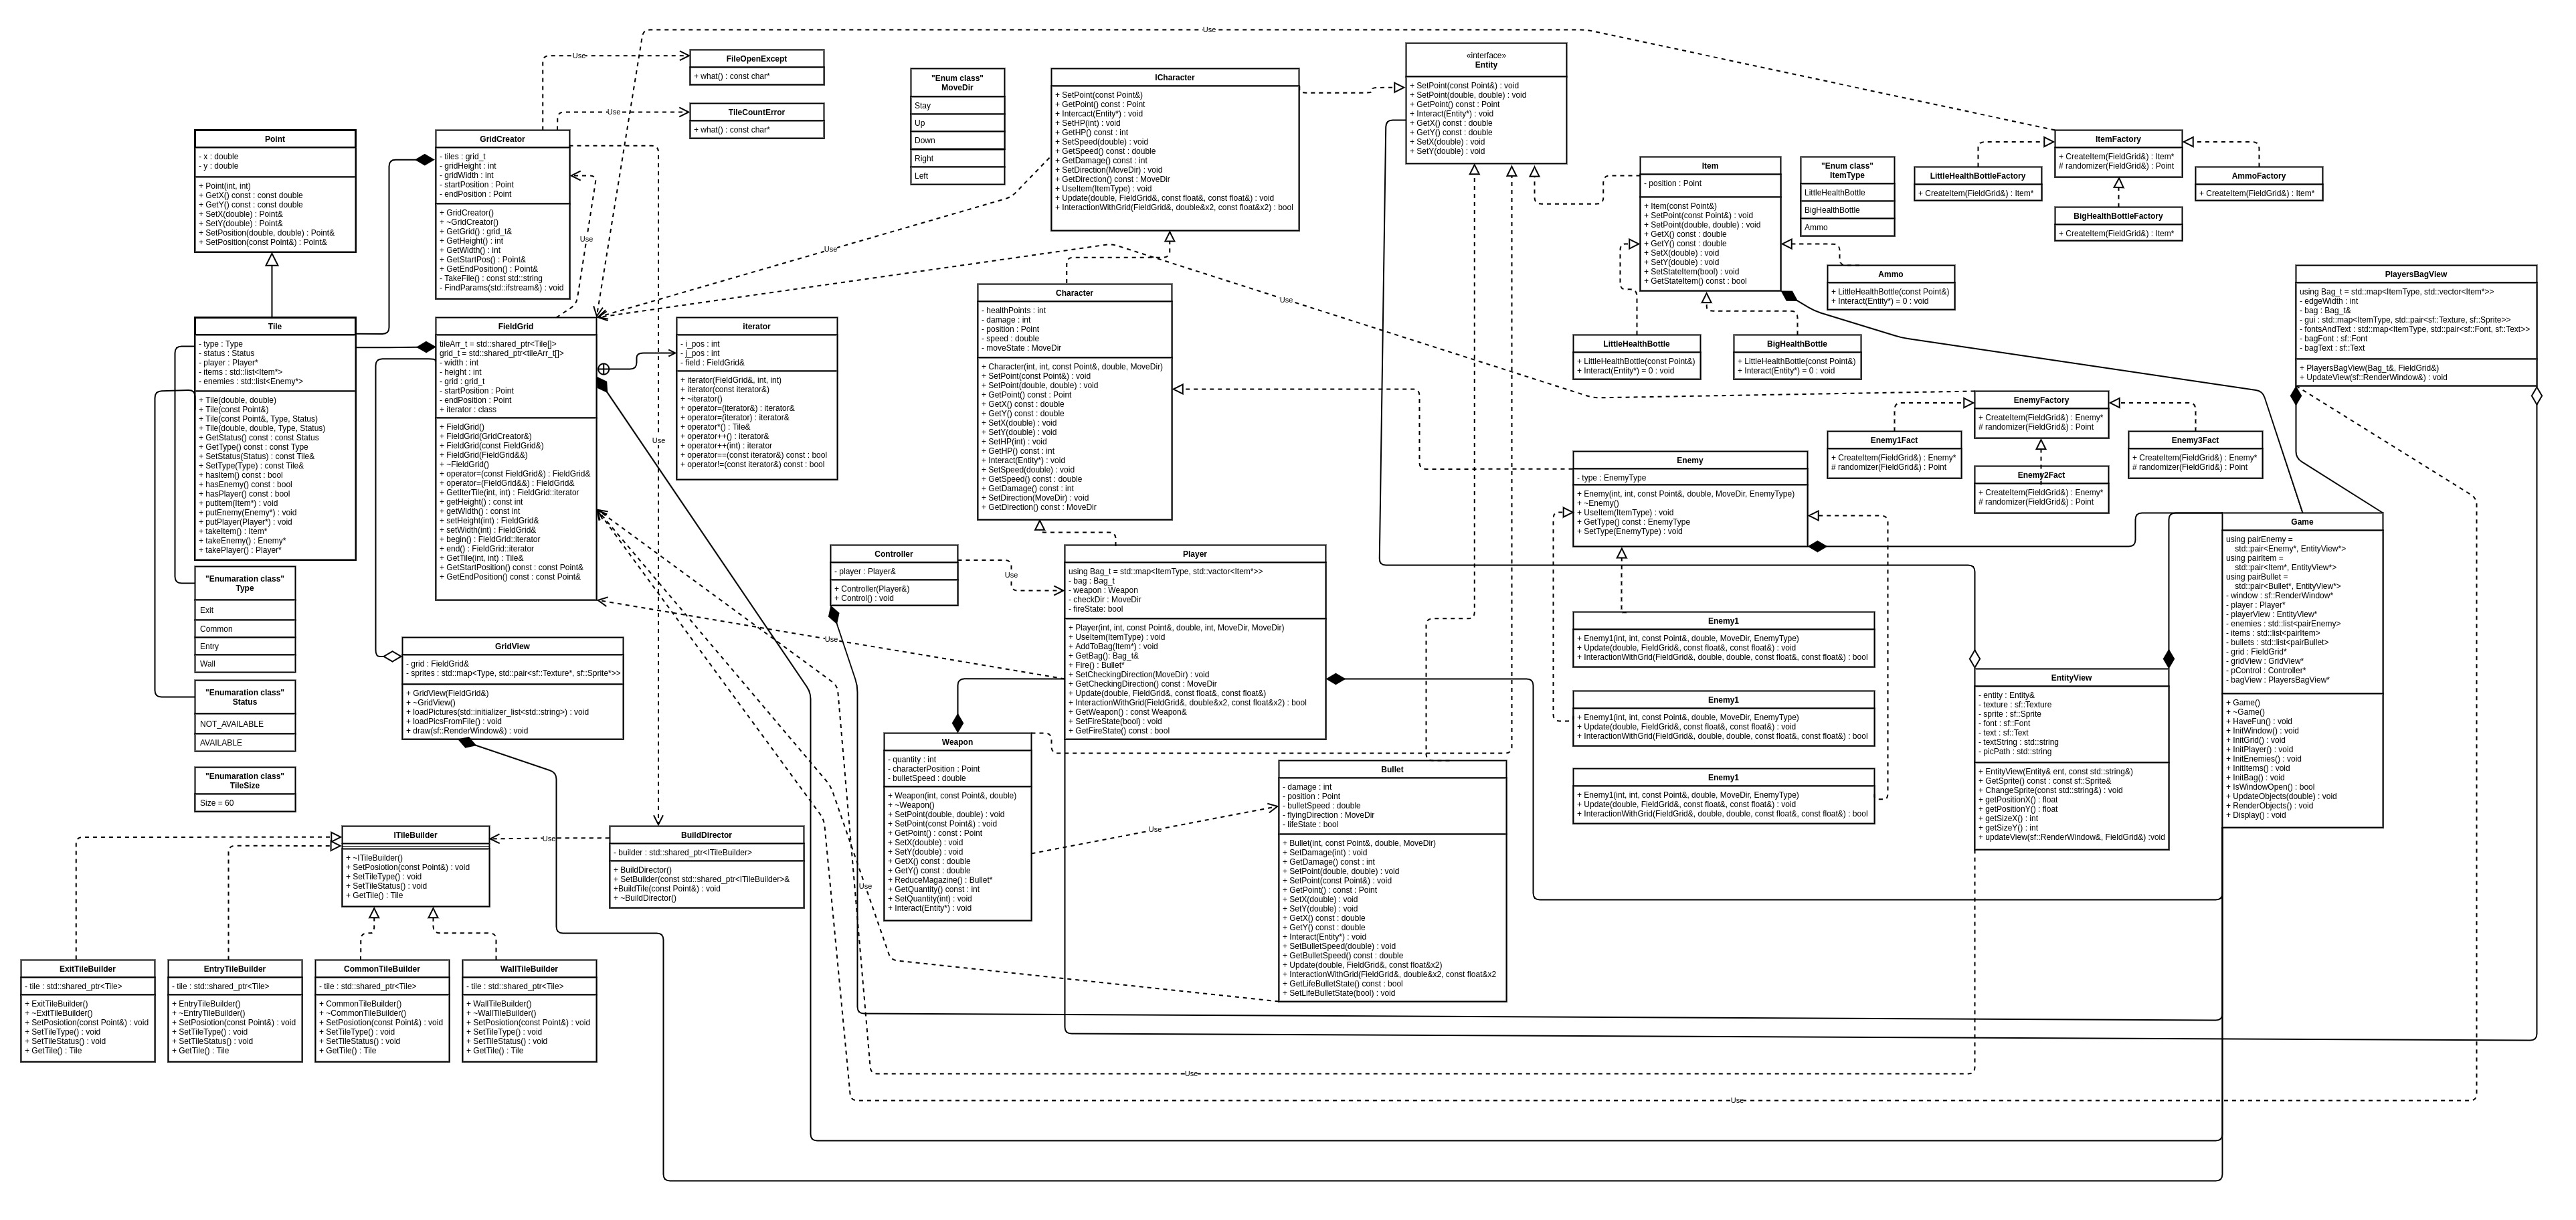 Use
FileOpenExcept
+ what() : const char*
Use
TileCountError
+ what() : const char*
"Enum class"
MoveDir
Stay
Up
Down
Right
Left
ICharacter
+ SetPoint(const Point&)
+ GetPoint() const : Point
+ Intercact(Entity*) : void
+ SetHP(int) : void
+ GetHP() const : int
+ SetSpeed(double) : void
+ GetSpeed() const : double
+ GetDamage() const : int
+ SetDirection(MoveDir) : void
+ GetDirection() const : MoveDir
+ UseItem(ItemType) : void
+ Update(double, FieldGrid&, const float&, const float&) : void
+ InteractionWithGrid(FieldGrid&, double&x2, const float&x2) : bool
Use
«interface»
Entity
+ SetPoint(const Point&) : void
+ SetPoint(double, double) : void
+ GetPoint() const : Point
+ Interact(Entity*) : void
+ GetX() const : double
+ GetY() const : double
+ SetX(double) : void
+ SetY(double) : void
Point
- x : double
- y : double
+ Point(int, int)
+ GetX() const : const double
+ GetY() const : const double
+ SetX(double) : Point&
+ SetY(double) : Point&
+ SetPosition(double, double) : Point&
+ SetPosition(const Point&) : Point&
GridCreator
- tiles : grid_t
- gridHeight : int
- gridWidth : int
- startPosition : Point
- endPosition : Point
+ GridCreator()
+ ~GridCreator()
+ GetGrid() : grid_t&
+ GetHeight() : int
+ GetWidth() : int
+ GetStartPos() : Point&
+ GetEndPosition() : Point&
- TakeFile() : const std::string
- FindParams(std::ifstream&) : void
Use
Use
Use
Item
- position : Point
+ Item(const Point&)
+ SetPoint(const Point&) : void
+ SetPoint(double, double) : void
+ GetX() const : double
+ GetY() const : double
+ SetX(double) : void
+ SetY(double) : void
+ SetStateItem(bool) : void
+ GetStateItem() const : bool
"Enum class"
ItemType
LittleHealthBottle
BigHealthBottle
Ammo
LittleHealthBottleFactory
+ CreateItem(FieldGrid&) : Item*
ItemFactory
+ CreateItem(FieldGrid&) : Item*
# randomizer(FieldGrid&) : Point
AmmoFactory
+ CreateItem(FieldGrid&) : Item*
BigHealthBottleFactory
+ CreateItem(FieldGrid&) : Item*
Ammo
+ LittleHealthBottle(const Point&)
+ Interact(Entity*) = 0 : void
LittleHealthBottle
+ LittleHealthBottle(const Point&)
+ Interact(Entity*) = 0 : void
BigHealthBottle
+ LittleHealthBottle(const Point&)
+ Interact(Entity*) = 0 : void
PlayersBagView
using Bag_t = std::map<ItemType, std::vector<Item*>>
- edgeWidth : int
- bag : Bag_t&
- gui : std::map<ItemType, std::pair<sf::Texture, sf::Sprite>>
- fontsAndText : std::map<ItemType, std::pair<sf::Font, sf::Text>>
- bagFont : sf::Font
- bagText : sf::Text
+ PlayersBagView(Bag_t&, FieldGrid&)
+ UpdateView(sf::RenderWindow&) : void
Tile
- type : Type
- status : Status
- player : Player*
- items : std::list<Item*>
- enemies : std::list<Enemy*>
+ Tile(double, double)
+ Tile(const Point&)
+ Tile(const Point&, Type, Status)
+ Tile(double, double, Type, Status)
+ GetStatus() const : const Status
+ GetType() const : const Type
+ SetStatus(Status) : const Tile&
+ SetType(Type) : const Tile&
+ hasItem() const : bool
+ hasEnemy() const : bool
+ hasPlayer() const : bool
+ putItem(Item*) : void
+ putEnemy(Enemy*) : void
+ putPlayer(Player*) : void
+ takeItem() : Item*
+ takeEnemy() : Enemy*
+ takePlayer() : Player*
FieldGrid
tileArr_t = std::shared_ptr<Tile[]>
grid_t = std::shared_ptr<tileArr_t[]>
- width : int
- height : int
- grid : grid_t
- startPosition : Point
- endPosition : Point
+ iterator : class
+ FieldGrid()
+ FieldGrid(GridCreator&)
+ FieldGrid(const FieldGrid&)
+ FieldGrid(FieldGrid&&)
+ ~FieldGrid()
+ operator=(const FieldGrid&) : FieldGrid&
+ operator=(FieldGrid&&) : FieldGrid&
+ GetIterTile(int, int) : FieldGrid::iterator
+ getHeight() : const int
+ getWidth() : const int
+ setHeight(int) : FieldGrid&
+ setWidth(int) : FieldGrid&
+ begin() : FieldGrid::iterator
+ end() : FieldGrid::iterator
+ GetTile(int, int) : Tile&
+ GetStartPosition() const : const Point&
+ GetEndPosition() const : const Point&
iterator
- i_pos : int
- j_pos : int
- field : FieldGrid&
+ iterator(FieldGrid&, int, int)
+ iterator(const iterator&)
+ ~iterator()
+ operator=(iterator&) : iterator&
+ operator=(iterator) : iterator&
+ operator*() : Tile&
+ operator++() : iterator&
+ operator++(int) : iterator
+ operator==(const iterator&) const : bool
+ operator!=(const iterator&) const : bool
Use
Character
- healthPoints : int
- damage : int
- position : Point
- speed : double
- moveState : MoveDir
+ Character(int, int, const Point&, double, MoveDir)
+ SetPoint(const Point&) : void
+ SetPoint(double, double) : void
+ GetPoint() const : Point
+ GetX() const : double
+ GetY() const : double
+ SetX(double) : void
+ SetY(double) : void
+ SetHP(int) : void
+ GetHP() const : int
+ Interact(Entity*) : void
+ SetSpeed(double) : void
+ GetSpeed() const : double
+ GetDamage() const : int
+ SetDirection(MoveDir) : void
+ GetDirection() const : MoveDir
Use
EnemyFactory
+ CreateItem(FieldGrid&) : Enemy*
# randomizer(FieldGrid&) : Point
Enemy1Fact
+ CreateItem(FieldGrid&) : Enemy*
# randomizer(FieldGrid&) : Point
Enemy2Fact
+ CreateItem(FieldGrid&) : Enemy*
# randomizer(FieldGrid&) : Point
Enemy3Fact
+ CreateItem(FieldGrid&) : Enemy*
# randomizer(FieldGrid&) : Point
Enemy
- type : EnemyType
+ Enemy(int, int, const Point&, double, MoveDir, EnemyType)
+ ~Enemy()
+ UseItem(ItemType) : void
+ GetType() const : EnemyType
+ SetType(EnemyType) : void
Game
using pairEnemy =
std::pair<Enemy*, EntityView*>
using pairItem =
std::pair<Item*, EntityView*>
using pairBullet =
std::pair<Bullet*, EntityView*>
- window : sf::RenderWindow*
- player : Player*
- playerView : EntityView*
- enemies : std::list<pairEnemy>
- items : std::list<pairItem>
- bullets : std::list<pairBullet>
- grid : FieldGrid*
- gridView : GridView*
- pControl : Controller*
- bagView : PlayersBagView*
+ Game()
+ ~Game()
+ HaveFun() : void
+ InitWindow() : void
+ InitGrid() : void
+ InitPlayer() : void
+ InitEnemies() : void
+ InitItems() : void
+ InitBag() : void
+ IsWindowOpen() : bool
+ UpdateObjects(double) : void
+ RenderObjects() : void
+ Display() : void
Controller
- player : Player&
+ Controller(Player&)
+ Control() : void
Use
Player
using Bag_t = std::map<ItemType, std::vactor<Item*>>
- bag : Bag_t
- weapon : Weapon
- checkDir : MoveDir
- fireState: bool
+ Player(int, int, const Point&, double, int, MoveDir, MoveDir)
+ UseItem(ItemType) : void
+ AddToBag(Item*) : void
+ GetBag(): Bag_t&
+ Fire() : Bullet*
+ SetCheckingDirection(MoveDir) : void
+ GetCheckingDirection() const : MoveDir
+ Update(double, FieldGrid&, const float&, const float&)
+ InteractionWithGrid(FieldGrid&, double&x2, const float&x2) : bool
+ GetWeapon() : const Weapon&
+ SetFireState(bool) : void
+ GetFireState() const : bool
"Enumaration class"
Type
Exit
Common
Entry
Wall
"Enumaration class"
Status
NOT_AVAILABLE
AVAILABLE
"Enumaration class"
TileSize
Size = 60
GridView
- grid : FieldGrid&
- sprites : std::map<Type, std::pair<sf::Texture*, sf::Sprite*>>
+ GridView(FieldGrid&)
+ ~GridView()
+ loadPictures(std::initializer_list<std::string>) : void
+ loadPicsFromFile() : void
+ draw(sf::RenderWindow&) : void
Use
Enemy1
+ Enemy1(int, int, const Point&, double, MoveDir, EnemyType)
+ Update(double, FieldGrid&, const float&, const float&) : void
+ InteractionWithGrid(FieldGrid&, double, double, const float&, const float&) : bool
Enemy1
+ Enemy1(int, int, const Point&, double, MoveDir, EnemyType)
+ Update(double, FieldGrid&, const float&, const float&) : void
+ InteractionWithGrid(FieldGrid&, double, double, const float&, const float&) : bool
Enemy1
+ Enemy1(int, int, const Point&, double, MoveDir, EnemyType)
+ Update(double, FieldGrid&, const float&, const float&) : void
+ InteractionWithGrid(FieldGrid&, double, double, const float&, const float&) : bool
EntityView
- entity : Entity&
- texture : sf::Texture
- sprite : sf::Sprite
- font : sf::Font
- text : sf::Text
- textString : std::string
- picPath : std::string
+ EntityView(Entity& ent, const std::string&)
+ GetSprite() const : const sf::Sprite&
+ ChangeSprite(const std::string&) : void
+ getPositionX() : float
+ getPositionY() : float
+ getSizeX() : int
+ getSizeY() : int
+ updateView(sf::RenderWindow&, FieldGrid&) :void
Weapon
- quantity : int
- characterPosition : Point
- bulletSpeed : double
+ Weapon(int, const Point&, double)
+ ~Weapon()
+ SetPoint(double, double) : void
+ SetPoint(const Point&) : void
+ GetPoint() : const : Point
+ SetX(double) : void
+ SetY(double) : void
+ GetX() const : double
+ GetY() const : double
+ ReduceMagazine() : Bullet*
+ GetQuantity() const : int
+ SetQuantity(int) : void
+ Interact(Entity*) : void
Use
Bullet
- damage : int
- position : Point
- bulletSpeed : double
- flyingDirection : MoveDir
- lifeState : bool
+ Bullet(int, const Point&, double, MoveDir)
+ SetDamage(int) : void
+ GetDamage() const : int
+ SetPoint(double, double) : void
+ SetPoint(const Point&) : void
+ GetPoint() : const : Point
+ SetX(double) : void
+ SetY(double) : void
+ GetX() const : double
+ GetY() const : double
+ Interact(Entity*) : void
+ SetBulletSpeed(double) : void
+ GetBulletSpeed() const : double
+ Update(double, FieldGrid&, const float&x2)
+ InteractionWithGrid(FieldGrid&, double&x2, const float&x2
+ GetLifeBulletState() const : bool
+ SetLifeBulletState(bool) : void
ITileBuilder
+ ~ITileBuilder()
+ SetPosiotion(const Point&) : void
+ SetTileType() : void
+ SetTileStatus() : void
+ GetTile() : Tile
Use
BuildDirector
- builder : std::shared_ptr<ITileBuilder>
+ BuildDirector()
+ SetBuilder(const std::shared_ptr<ITileBuilder>&
+BuildTile(const Point&) : void
+ ~BuildDirector()
Use
ExitTileBuilder
- tile : std::shared_ptr<Tile>
+ ExitTileBuilder()
+ ~ExitTileBuilder()
+ SetPosiotion(const Point&) : void
+ SetTileType() : void
+ SetTileStatus() : void
+ GetTile() : Tile
EntryTileBuilder
- tile : std::shared_ptr<Tile>
+ EntryTileBuilder()
+ ~EntryTileBuilder()
+ SetPosiotion(const Point&) : void
+ SetTileType() : void
+ SetTileStatus() : void
+ GetTile() : Tile
CommonTileBuilder
- tile : std::shared_ptr<Tile>
+ CommonTileBuilder()
+ ~CommonTileBuilder()
+ SetPosiotion(const Point&) : void
+ SetTileType() : void
+ SetTileStatus() : void
+ GetTile() : Tile
WallTileBuilder
- tile : std::shared_ptr<Tile>
+ WallTileBuilder()
+ ~WallTileBuilder()
+ SetPosiotion(const Point&) : void
+ SetTileType() : void
+ SetTileStatus() : void
+ GetTile() : Tile
Use
Use